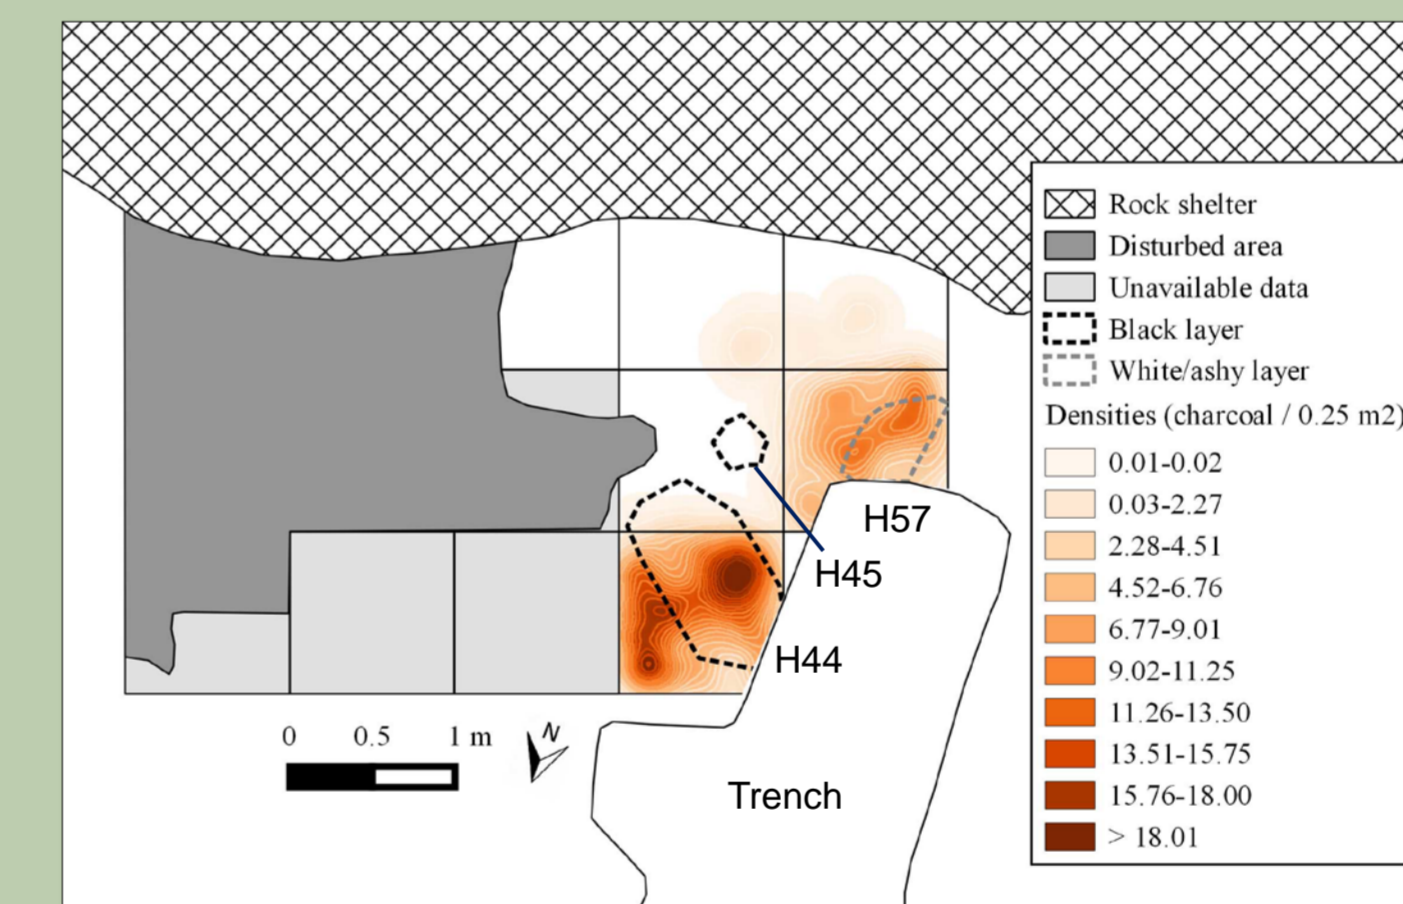 Rock shelter
Disturbed area
Unavailable data
Black layer
White/ashy layer
Densities (charcoal / 0.25 m2)
0.01-0.02
0.03-2.27
2.28-4.51
4.52-6.76
6.77-9.01
9.02-11.25
11.26-13.50
13.51-15.75
15.76-18.00
> 18.01
H57
H45
H44
0 0.5 1 m
N
Trench